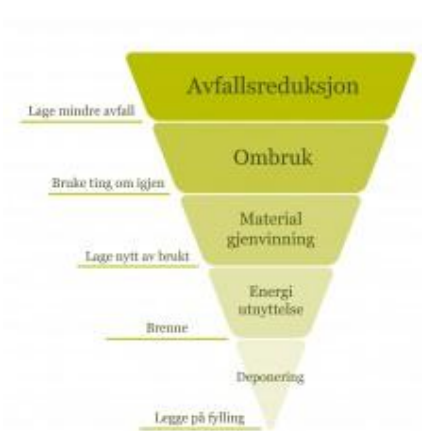 Avfallsreduksjon
Lage mindre avfall
Ombruk
Bruke ting om igjen
Material
gjenvinning
Lage nytt av brukt
Energi
utnyttelse
Brenne
Deponering
Legge på fylling